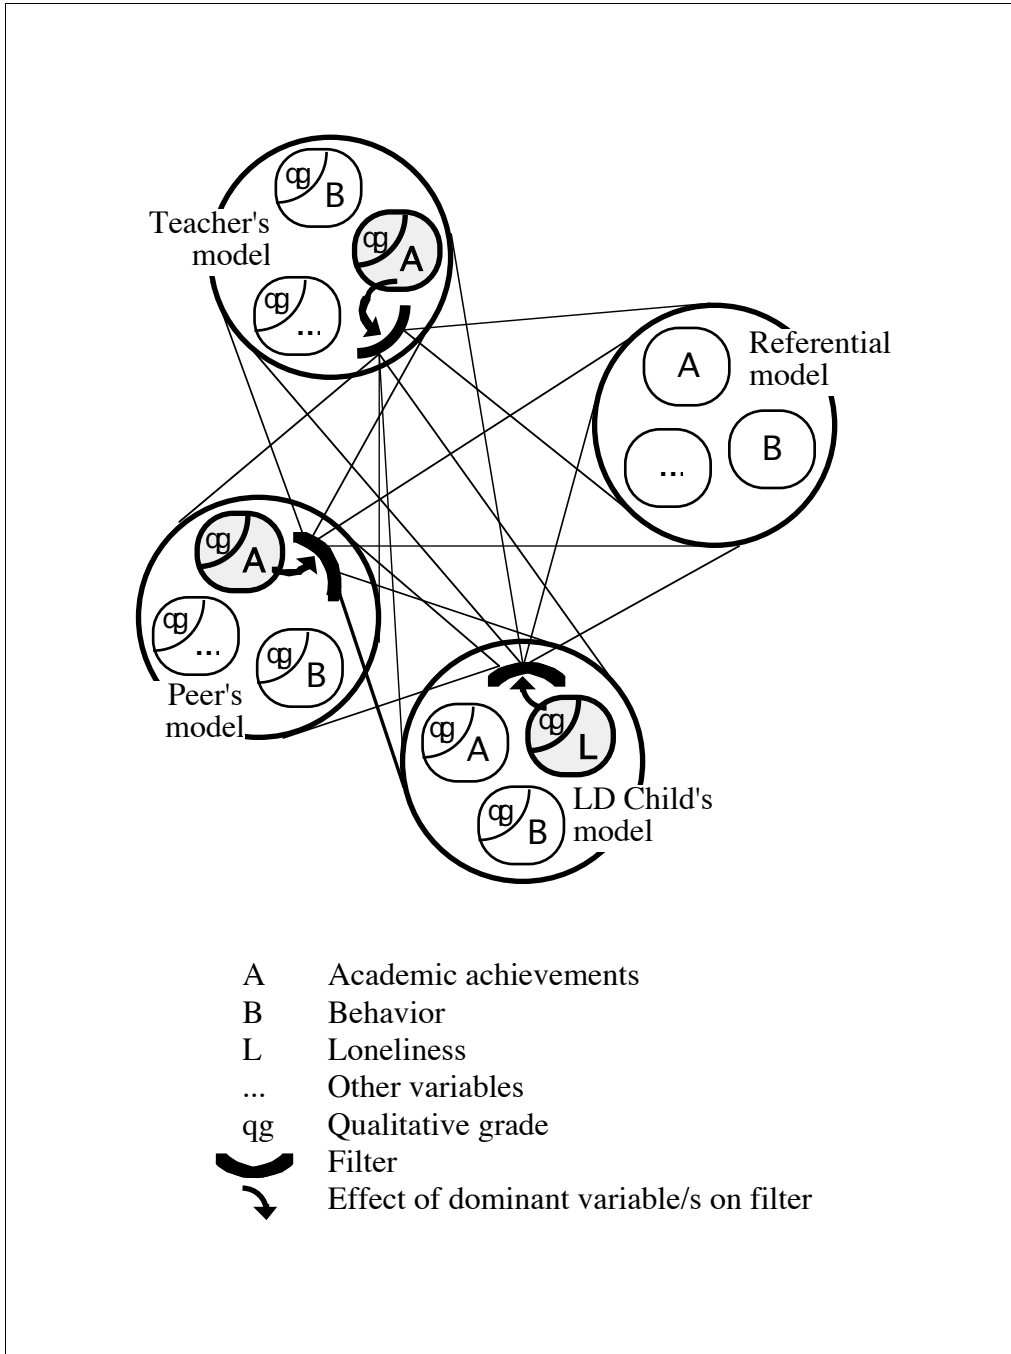 qg
B
Teacher's
model
qg
A
qg
...
Referential
model
A
B
...
qg
A
qg
...
qg
B
Peer's
model
qg
A
qg
L
qg
B
LD Child's
model
A Academic achievements
B Behavior
L Loneliness
... Other variables
qg Qualitative grade
Filter
Effect of dominant variable/s on filter